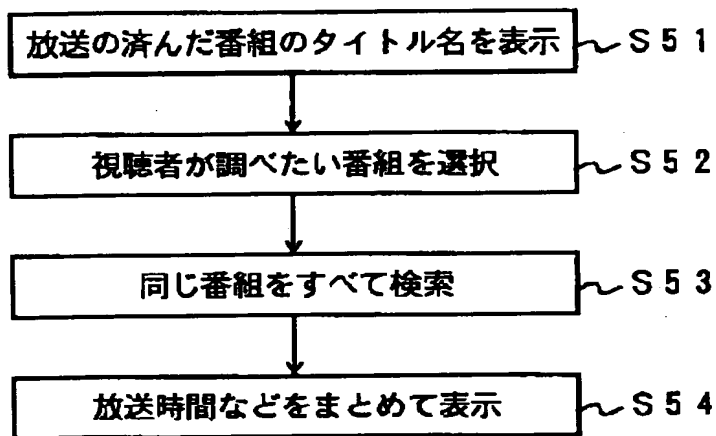 放送の済んだ番組のタイトル名を表示 S51
視聴者が調べたい番組を選択 S52
同じ番組をすべて検索 S53
放送時間などをまとめて表示 S54